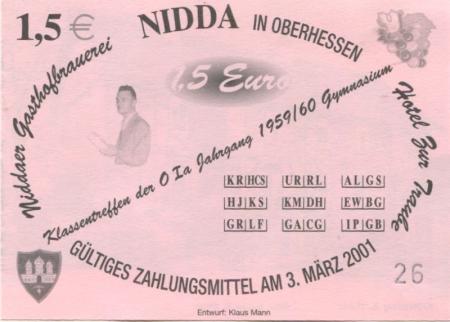 1,5 €
NIDDA IN OBERHESSEN
Niddaer Gasthofbrauerei
1,5 Euro
Klassentreffen der O Ia Jahrgang 1959/60 Gymnasium
Hotel Zur Traube
KR HCS UR RL AL GS
HJ KS KM DH EW BG
GR LF GA CG IP GB
GÜLTIGES ZAHLUNGSMITTEL AM 3. MÄRZ 2001
26
Entwurf: Klaus Mann